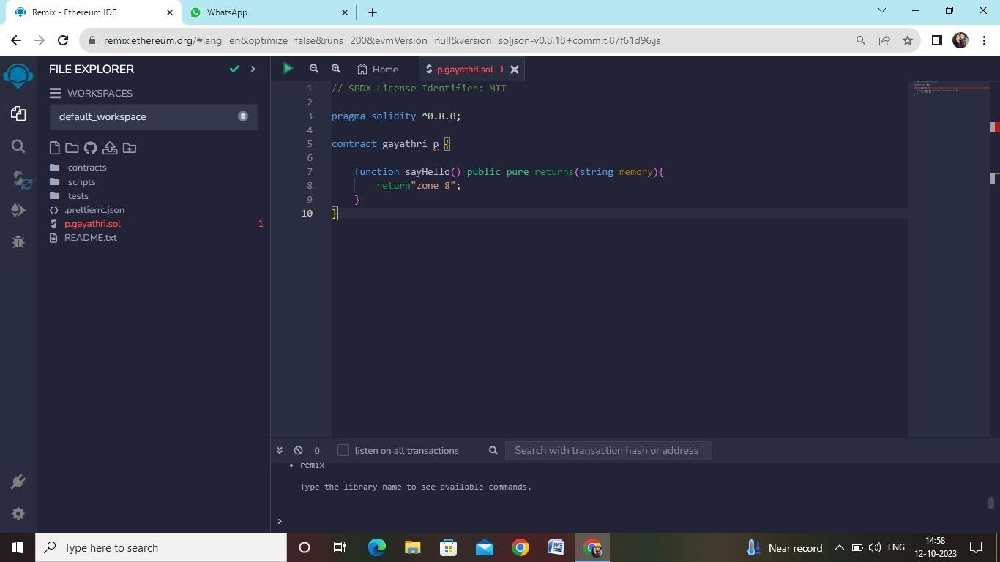 Remix - Ethereum IDE
WhatsApp
remix.ethereum.org/#lang=en&optimize=false&runs=200&evmVersion=null&version=soljson-v0.8.18+commit.87f61d96.js
FILE EXPLORER
WORKSPACES
default_workspace
contracts
scripts
tests
.prettierrc.json
p.gayathri.sol 1
README.txt
Home
p.gayathri.sol 1
1 // SPDX-License-Identifier: MIT
2
3 pragma solidity ^0.8.0;
4
5 contract gayathri p {
6
7 function sayHello() public pure returns(string memory){
8 return"zone 8";
9 }
10 }
0 listen on all transactions
Search with transaction hash or address
• remix
Type the library name to see available commands.
>
Type here to search
Near record
ENG
14:58
12-10-2023